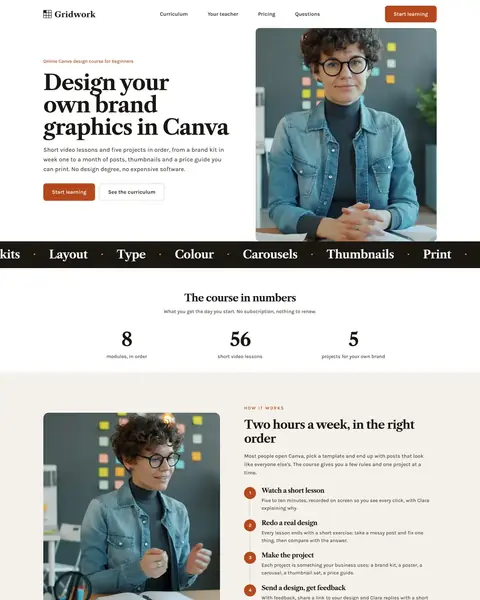 Gridwork
Curriculum
Your teacher
Pricing
Questions
Start learning
Online Canva design course for beginners
Design your
own brand
graphics in Canva
Short video lessons and five projects in order, from a brand kit in
week one to a month of posts, thumbnails and a price guide you
can print. No design degree, no expensive software.
Start learning
See the curriculum
kits · Layout · Type · Colour · Carousels · Thumbnails · Print ·
The course in numbers
What you get the day you start. No subscription, nothing to renew.
8
modules, in order
56
short video lessons
5
projects for your own brand
HOW IT WORKS
Two hours a week, in the right
order
Most people open Canva, pick a template and end up with posts that look
like everyone else's. The course gives you a few rules and one project at a
time.
1
Watch a short lesson
Five to ten minutes, recorded on screen so you see every click, with Clara
explaining why.
2
Redo a real design
Every lesson ends with a short exercise: take a messy post and fix one
thing, then compare with the answer.
3
Make the project
Each project is something your business uses: a brand kit, a poster, a
carousel, a thumbnail set, a price guide.
4
Send a design, get feedback
With feedback, share a link to your design and Clara replies with a short